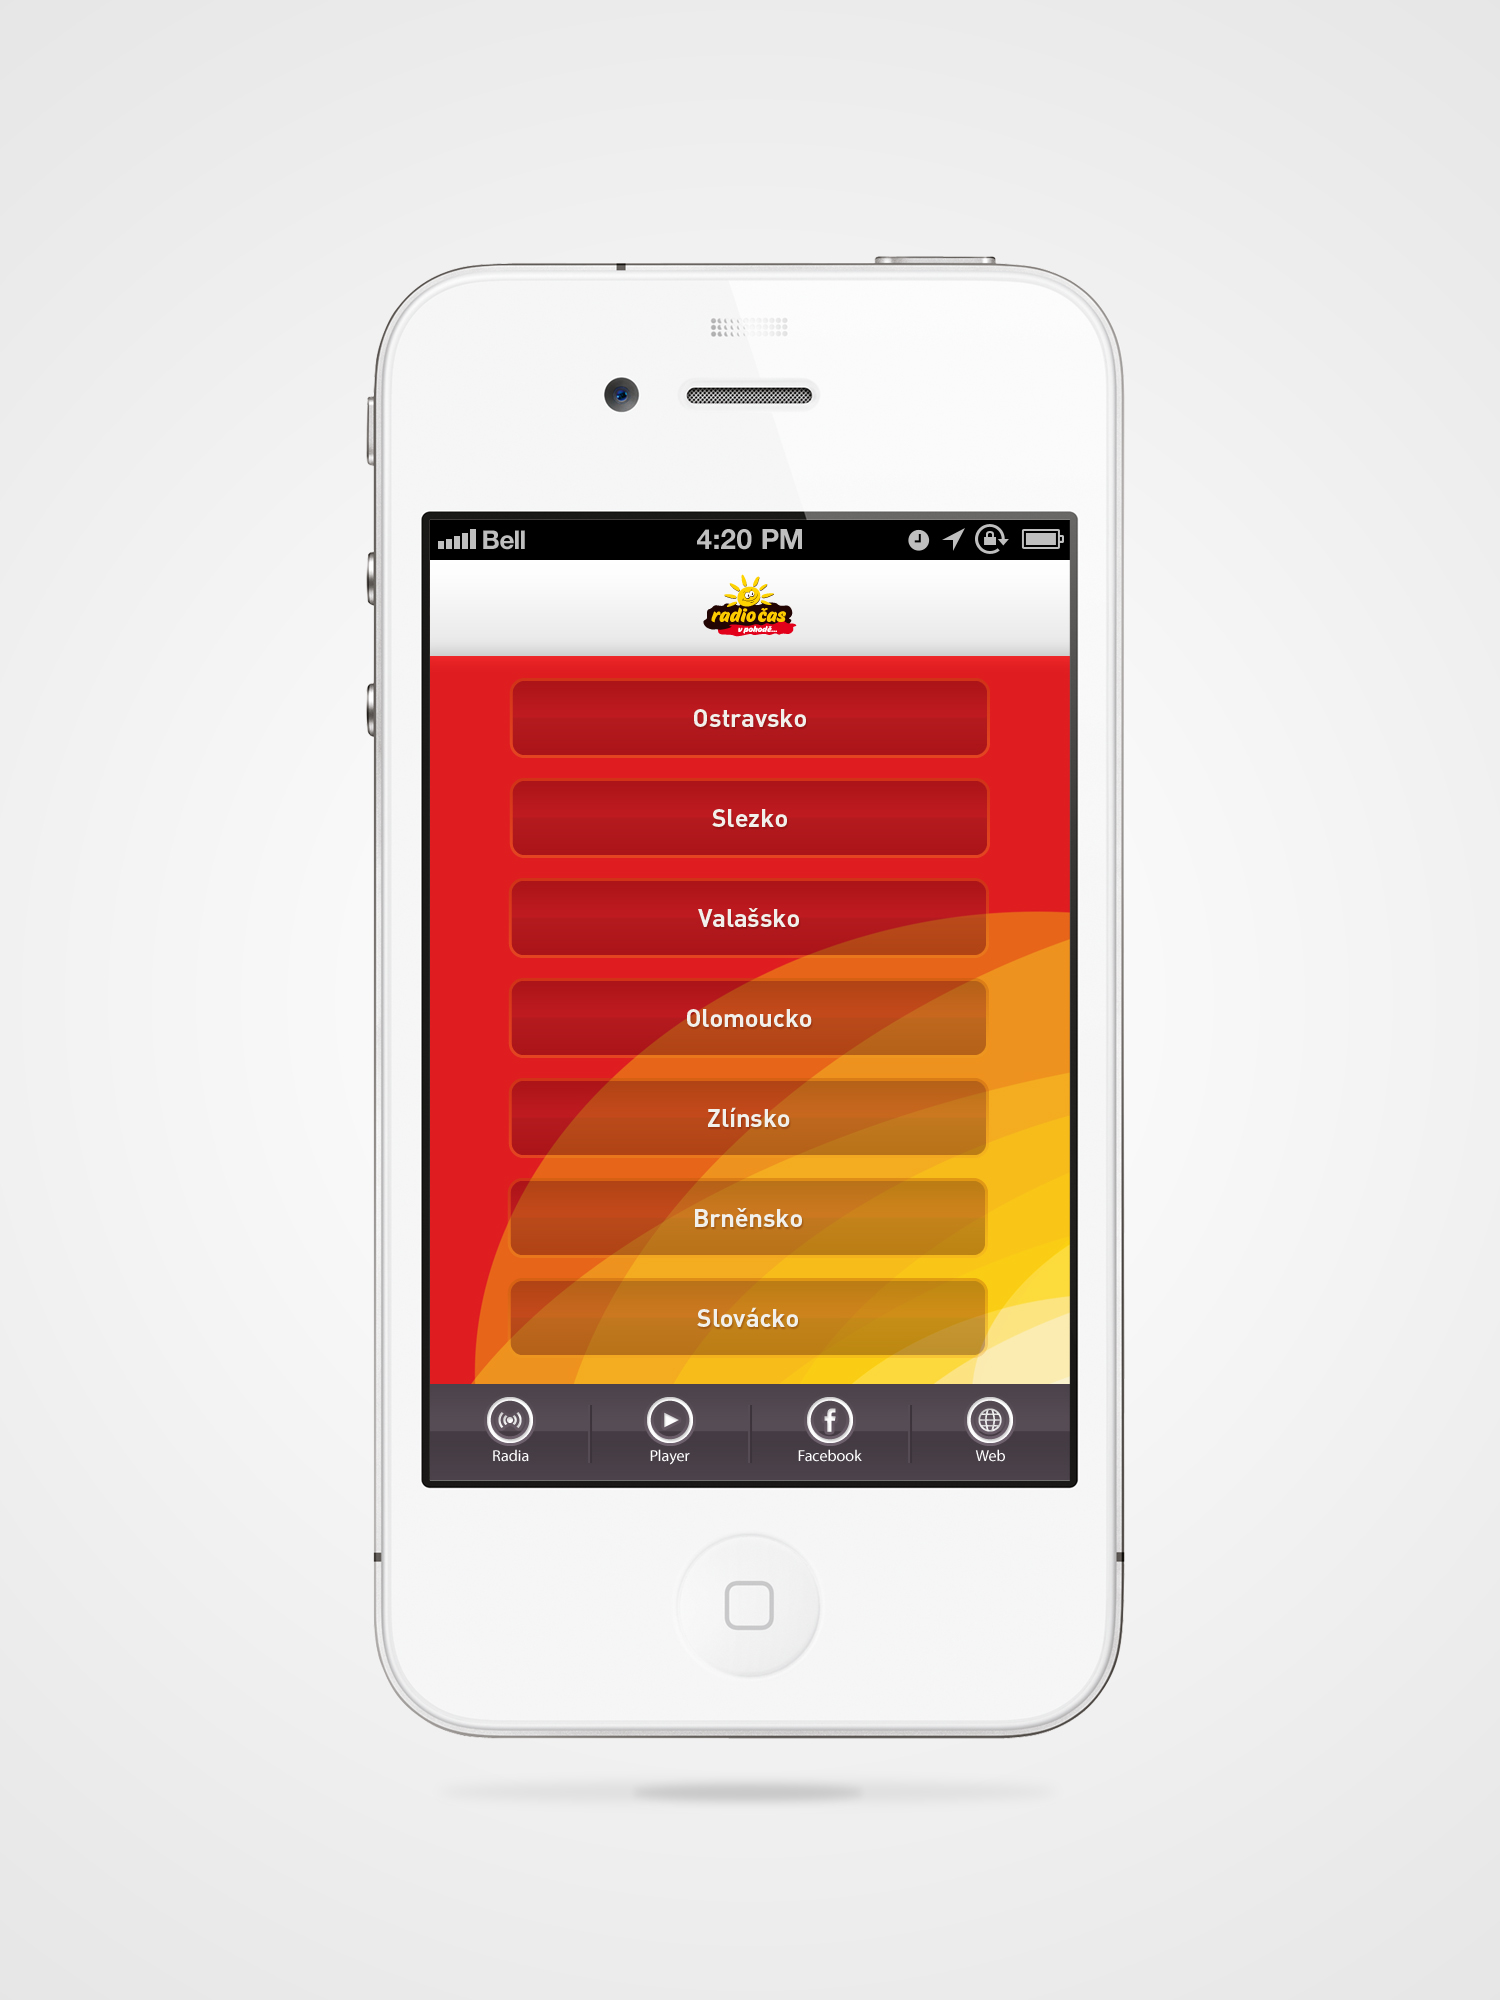 Bell
4:20 PM
radio čas
v pohodě...
Ostravsko
Slezko
Valašsko
Olomoucko
Zlínsko
Brněnsko
Slovácko
Radia
Player
Facebook
Web